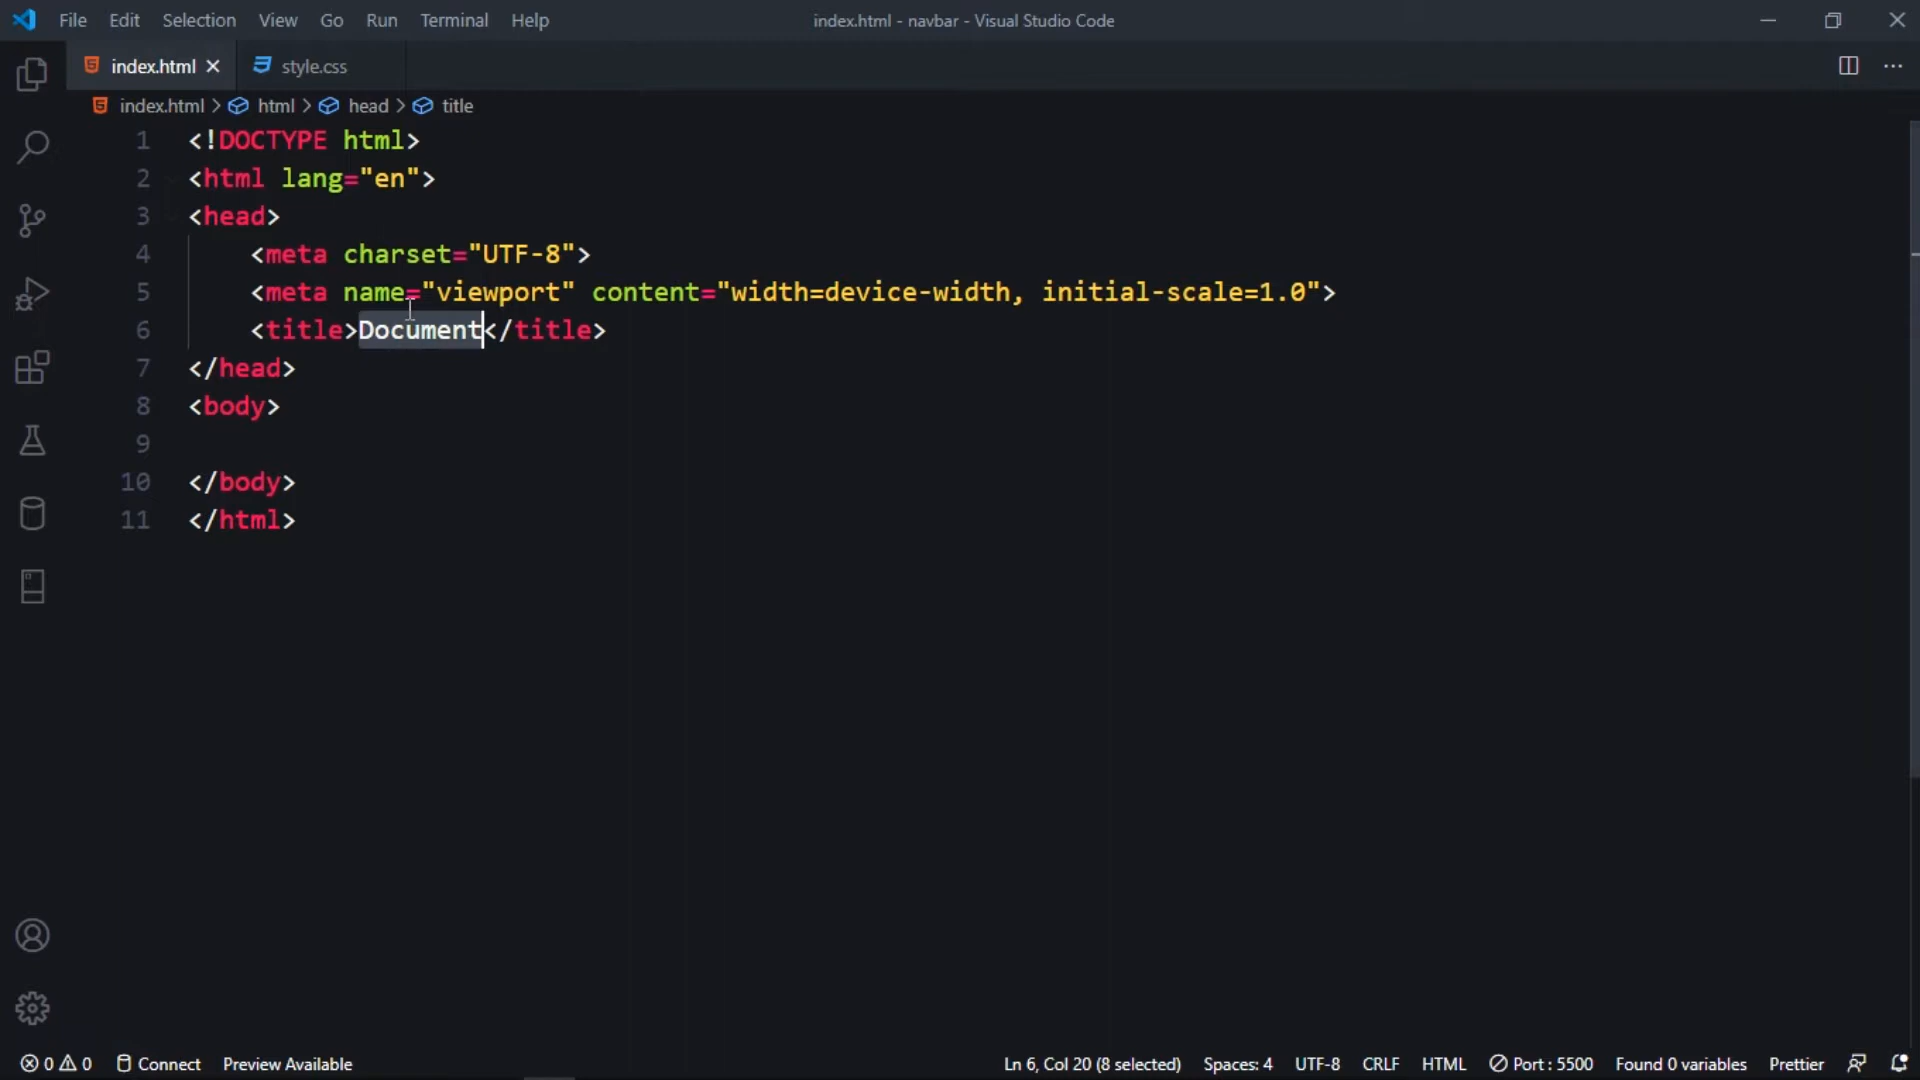 File Edit Selection View Go Run Terminal Help index.html - navbar - Visual Studio Code
index.html style.css
index.html > html > head > title
1 <!DOCTYPE html>
2 <html lang="en">
3 <head>
4 <meta charset="UTF-8">
5 <meta name="viewport" content="width=device-width, initial-scale=1.0">
6 <title>Document</title>
7 </head>
8 <body>
9
10 </body>
11 </html>
0 0 Connect Preview Available Ln 6, Col 20 (8 selected) Spaces: 4 UTF-8 CRLF HTML Port : 5500 Found 0 variables Prettier